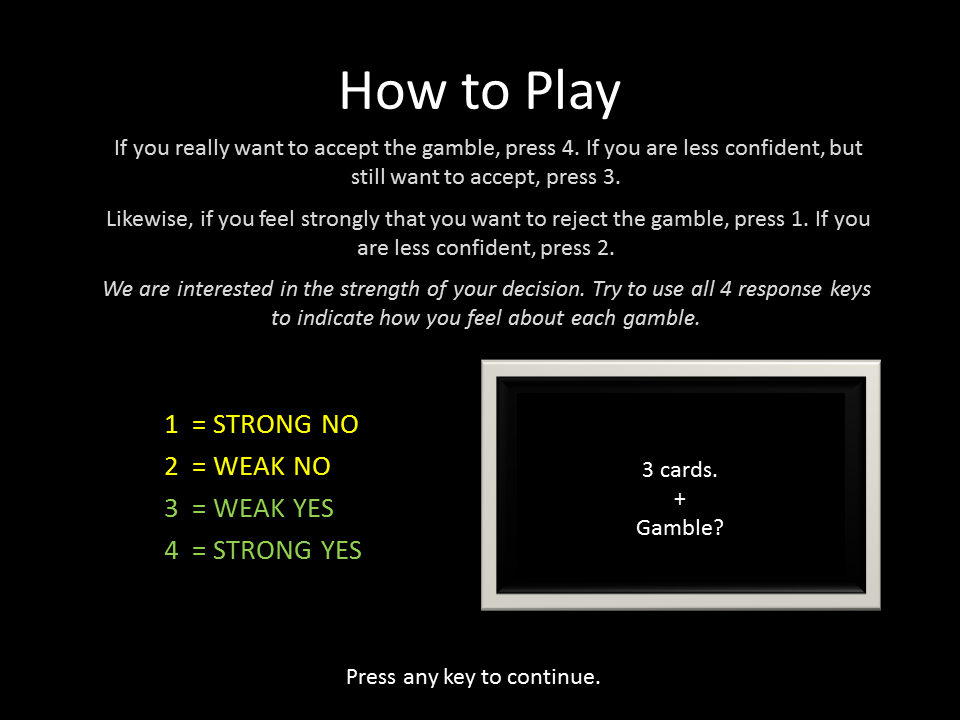 How to Play
If you really want to accept the gamble, press 4. If you are less confident, but
still want to accept, press 3.
Likewise, if you feel strongly that you want to reject the gamble, press 1. If you
are less confident, press 2.
We are interested in the strength of your decision. Try to use all 4 response keys
to indicate how you feel about each gamble.
1 = STRONG NO
2 = WEAK NO
3 = WEAK YES
4 = STRONG YES
3 cards.
+
Gamble?
Press any key to continue.